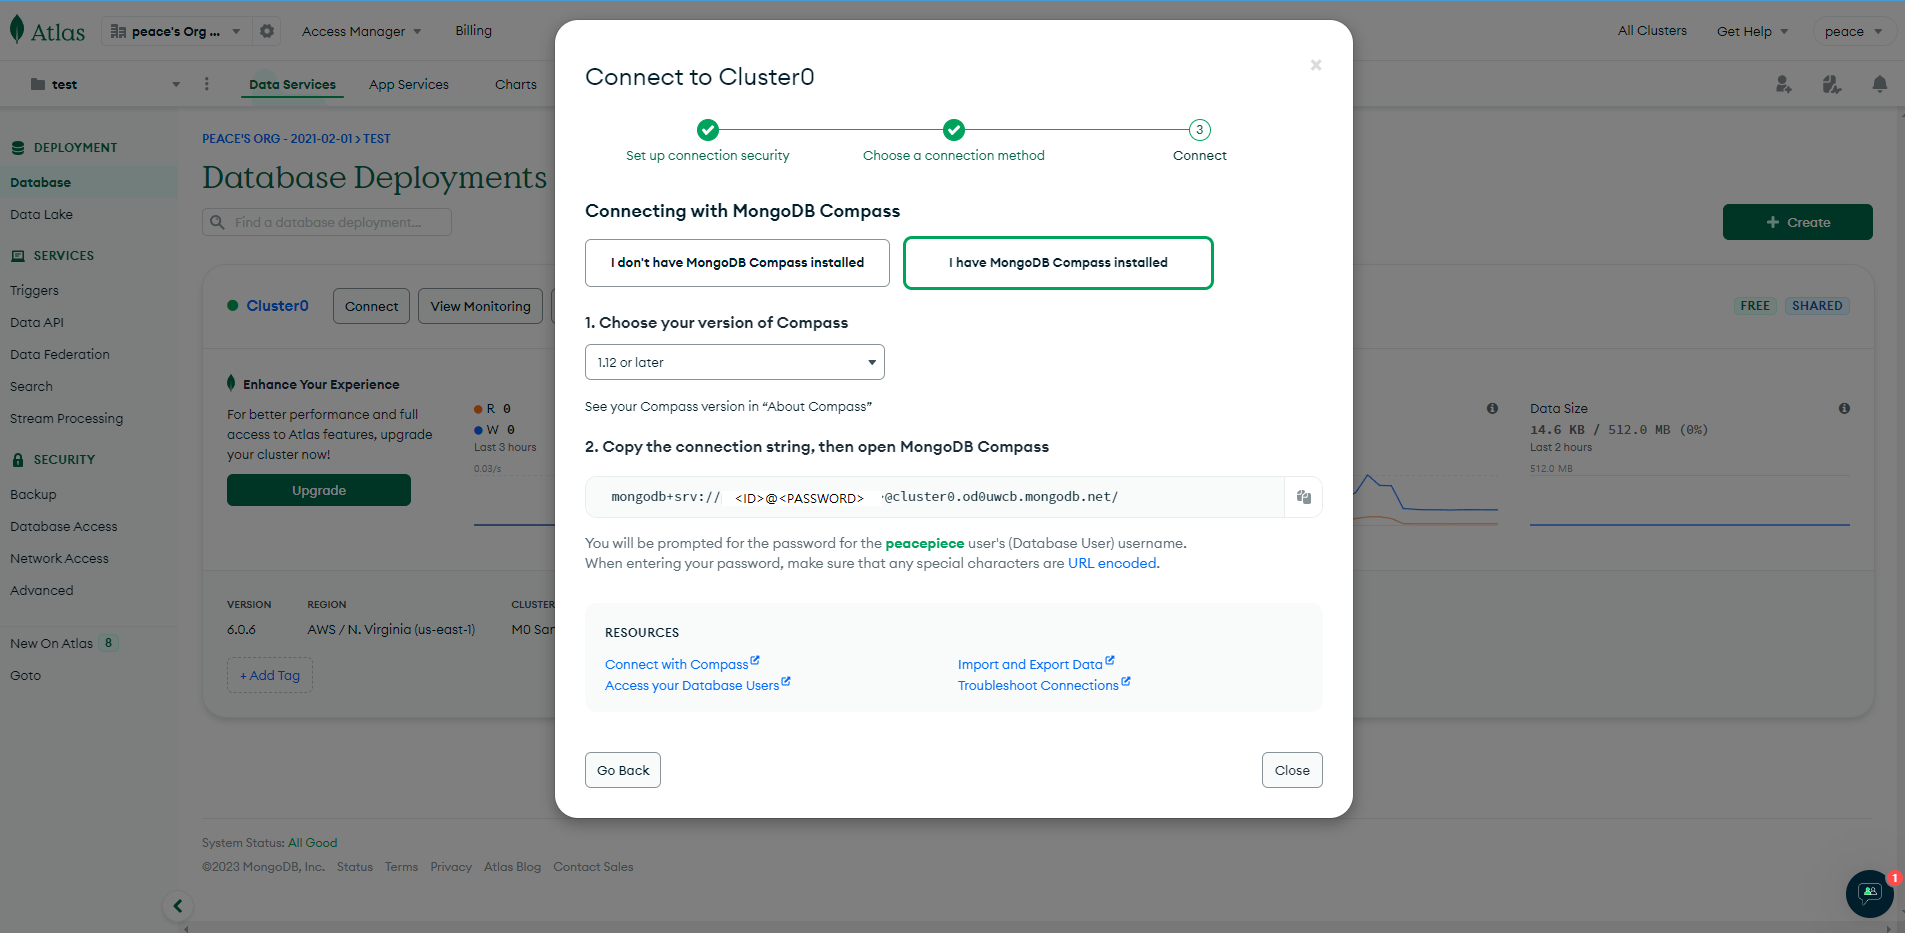 Atlas
peace's Org ...
Access Manager
Billing
All Clusters
Get Help
peace
test
Data Services
App Services
Charts
DEPLOYMENT
Database
Data Lake
SERVICES
Triggers
Data API
Data Federation
Search
Stream Processing
SECURITY
Backup
Database Access
Network Access
Advanced
New On Atlas 8
Goto
PEACE'S ORG - 2021-02-01 > TEST
Database Deployments
Find a database deployment...
+ Create
Cluster0
Connect
View Monitoring
FREE
SHARED
Enhance Your Experience
For better performance and full
access to Atlas features, upgrade
your cluster now!
Upgrade
R 0
W 0
Last 3 hours
0.03/s
Data Size
14.6 KB / 512.0 MB (0%)
Last 2 hours
512.0 MB
VERSION
6.0.6
REGION
AWS / N. Virginia (us-east-1)
CLUSTER
M0 San
+ Add Tag
System Status: All Good
©2023 MongoDB, Inc. Status Terms Privacy Atlas Blog Contact Sales
Connect to Cluster0
Set up connection security
Choose a connection method
3
Connect
Connecting with MongoDB Compass
I don't have MongoDB Compass installed
I have MongoDB Compass installed
1. Choose your version of Compass
1.12 or later
See your Compass version in “About Compass”
2. Copy the connection string, then open MongoDB Compass
mongodb+srv:// <ID>@<PASSWORD> @cluster0.od0uwcb.mongodb.net/
You will be prompted for the password for the peacepiece user's (Database User) username.
When entering your password, make sure that any special characters are URL encoded.
RESOURCES
Connect with Compass
Import and Export Data
Access your Database Users
Troubleshoot Connections
Go Back
Close
1